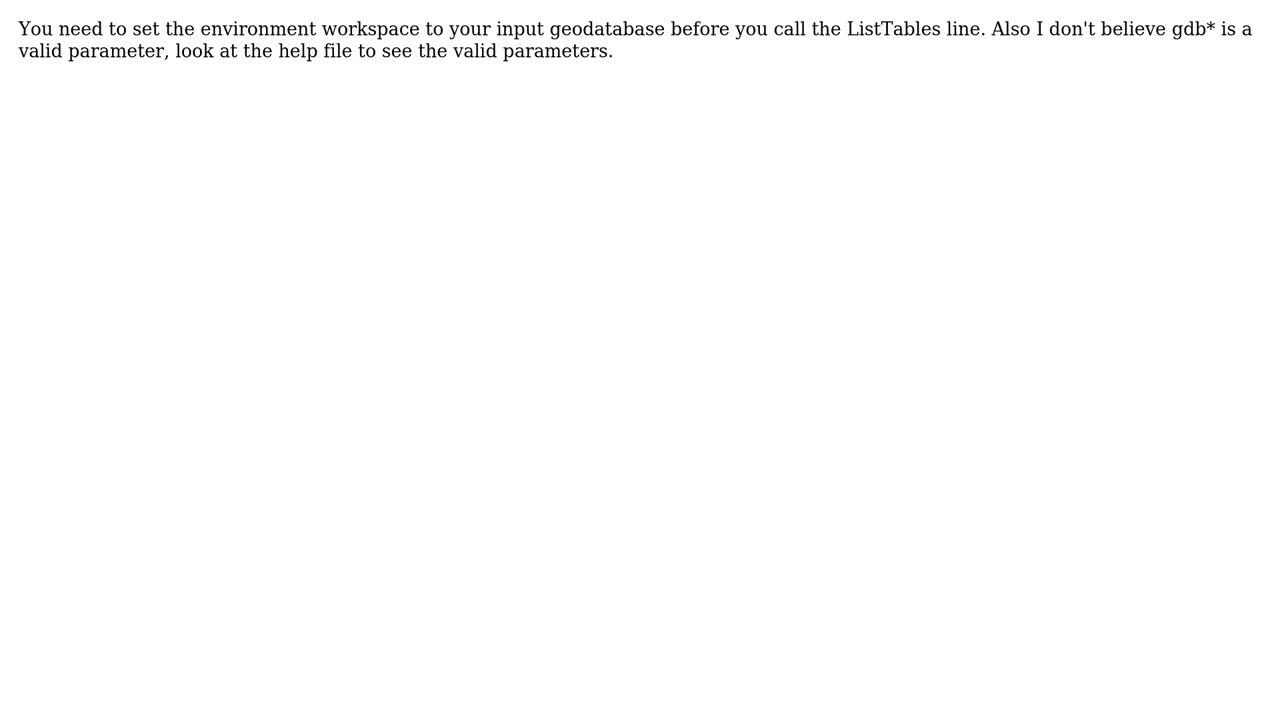 You need to set the environment workspace to your input geodatabase before you call the ListTables line. Also I don't believe gdb* is a
valid parameter, look at the help file to see the valid parameters.